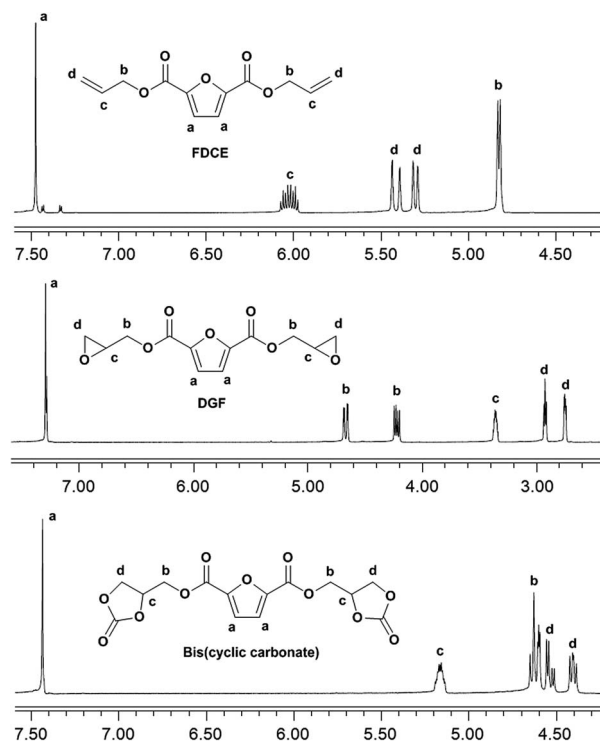 a
O O O
d b b d
O O
c c
a a
FDCE
c
d d
b
7.50 7.00 6.50 6.00 5.50 5.00 4.50
a
O O O
d b b d
O O
O c c O
a a
DGF
b b c d d
7.00 6.00 5.00 4.00 3.00
a
O O O
d b b d
O O
O c c O
O O
O O
a a
Bis(cyclic carbonate)
c b d d
7.50 7.00 6.50 6.00 5.50 5.00 4.50